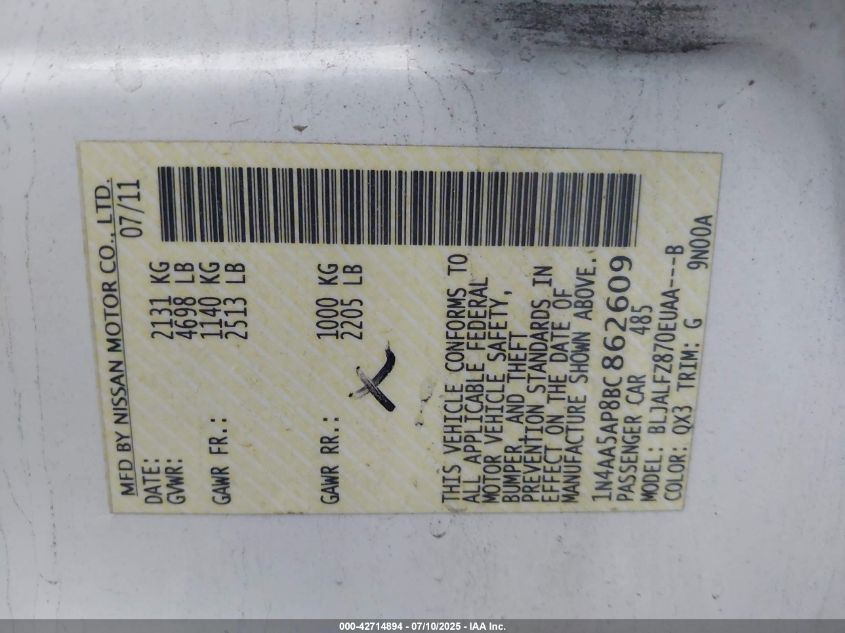 MFD BY NISSAN MOTOR CO., LTD.
DATE: 07/11
GVWR: 2131 KG
4698 LB
GAWR FR.: 1140 KG
2513 LB
GAWR RR.: 1000 KG
2205 LB
THIS VEHICLE CONFORMS TO
ALL APPLICABLE FEDERAL
MOTOR VEHICLE SAFETY,
BUMPER, AND THEFT
PREVENTION STANDARDS IN
EFFECT ON THE DATE OF
MANUFACTURE SHOWN ABOVE.
1N4AA5AP8BC862609
PASSENGER CAR 485
MODEL: BLJALFZ870EUAA---B
COLOR: QX3 TRIM: G 9N00A
000-42714894 - 07/10/2025 - IAA Inc.